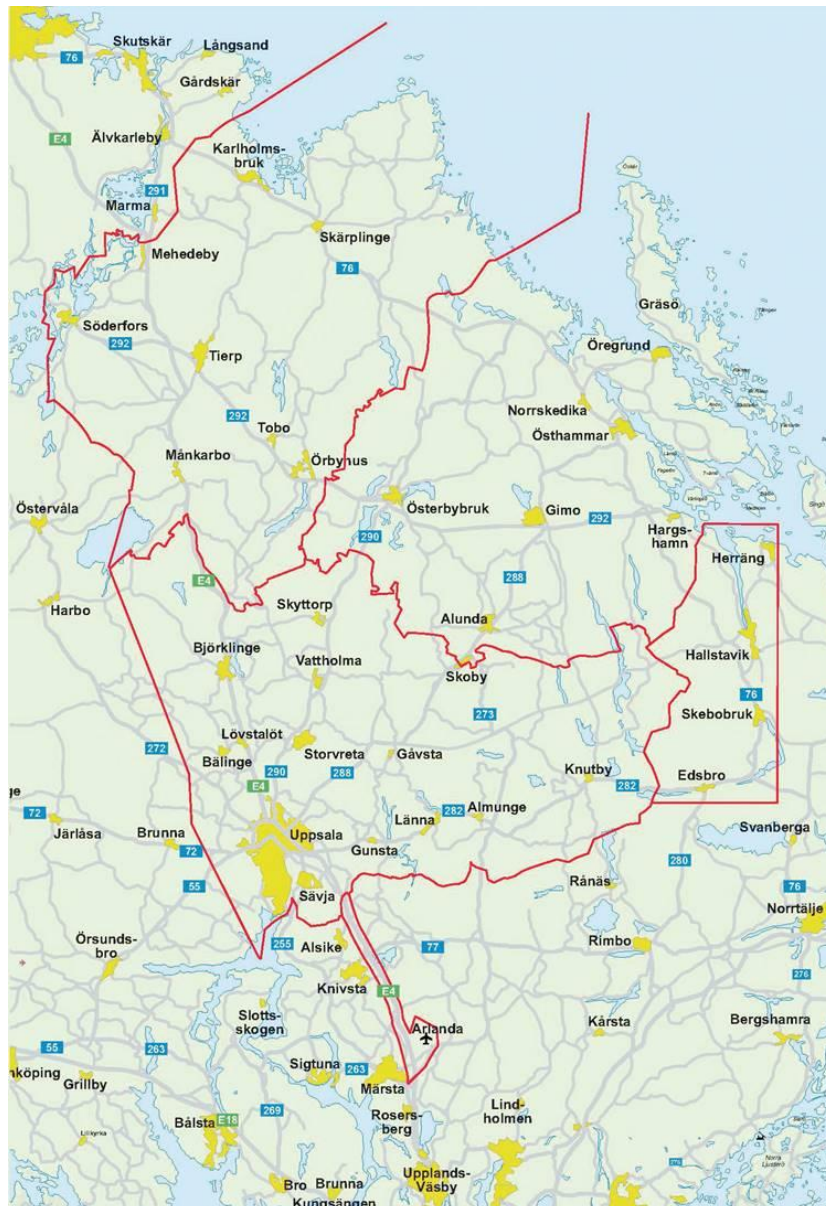 Skutskär
Långsand
76
Gårdskär
E4
Älvkarleby
Karlholms-
bruk
291
Marma
Skärplinge
Mehedeby
76
Gräsö
Söderfors
292
Tierp
Öregrund
292
Norrskedika
Tobo
Östhammar
Månkarbo
Örbyhus
Österbybruk
Östervåla
Gimo
292
Hargs-
hamn
290
Herräng
E4
288
Harbo
Skyttorp
Alunda
Björklinge
Vattholma
Skoby
Hallstavik
76
273
Skebobruk
272
Lövstalöt
Bälinge
Storvreta
Gåvsta
290
288
E4
Knutby
282
Edsbro
72
Järlåsa
Brunna
72
Uppsala
Länna
282
Almunge
Gunsta
Svanberga
280
55
Sävja
Rånäs
76
Norrtälje
Örsunds-
bro
255
Alsike
77
Rimbo
276
Knivsta
E4
Slotts-
skogen
Arlanda
Kårsta
Bergshamra
55
263
nköping
Grillby
Sigtuna
263
Märsta
Rosers-
berg
Lind-
holmen
269
Bålsta
E18
Upplands-
Väsby
Bro
Brunna
Kungsängen